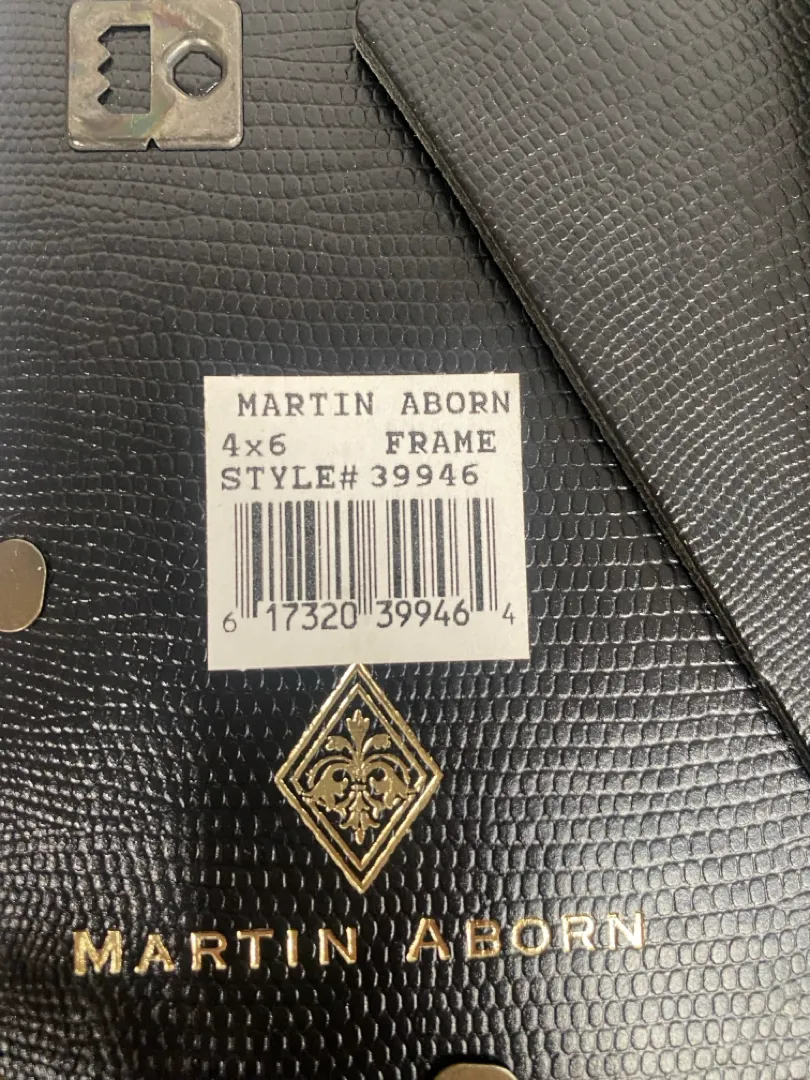 MARTIN ABORN
4x6 FRAME
STYLE# 39946
6 17320 39946 4
MARTIN ABORN